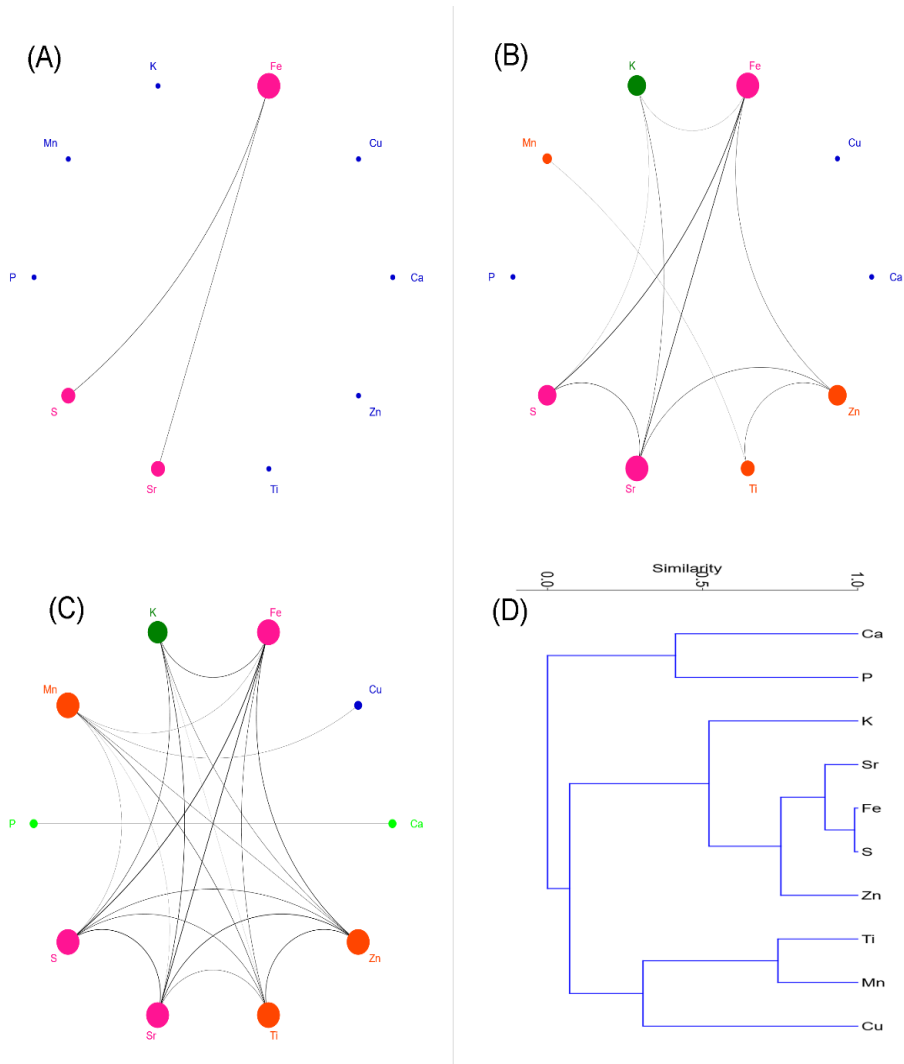 (A)
K
Fe
Mn
Cu
P
Ca
S
Zn
Sr
Ti
(B)
K
Fe
Mn
Cu
P
Ca
S
Zn
Sr
Ti
(C)
K
Fe
Mn
Cu
P
Ca
S
Zn
Sr
Ti
(D)
Similarity
0.0 0.5 1.0
Ca
P
K
Sr
Fe
S
Zn
Ti
Mn
Cu